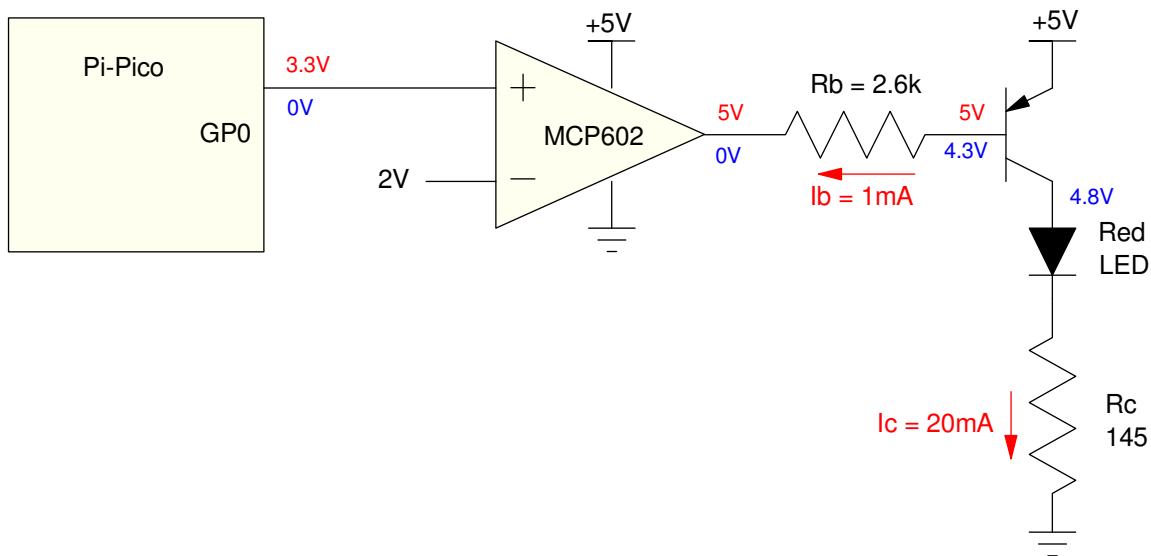 Pi-Pico
GP0
3.3V
0V
2V
+
−
+5V
MCP602
5V
0V
Rb = 2.6k
Ib = 1mA
5V
4.3V
+5V
4.8V
Red
LED
Ic = 20mA
Rc
145